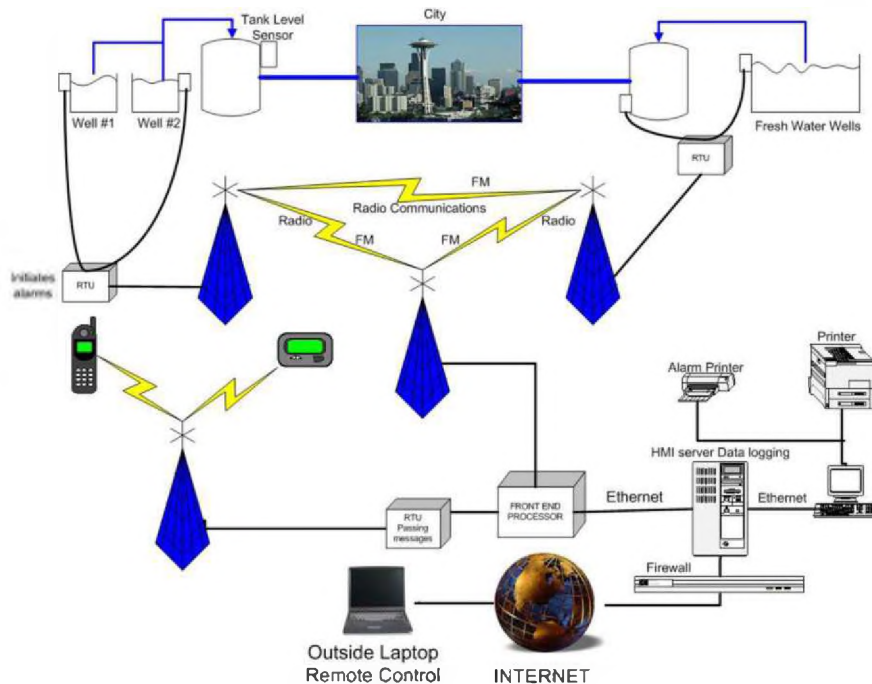 City
Tank Level
Sensor
Well #1
Well #2
Fresh Water Wells
RTU
FM
Radio Communications
Radio
FM
FM
Radio
Initiates
alarms
RTU
Printer
Alarm Printer
HMI server Data logging
FRONT END
PROCESSOR
Ethernet
Ethernet
RTU
Passing
messages
Firewall
Outside Laptop
Remote Control
INTERNET